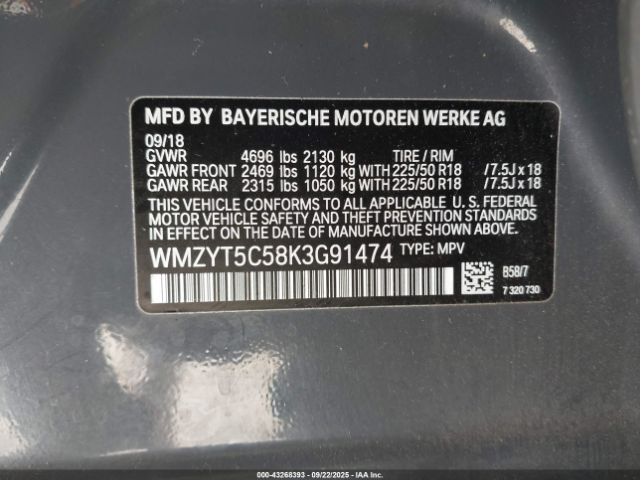 MFD BY BAYERISCHE MOTOREN WERKE AG
09/18
GVWR 4696 lbs 2130 kg TIRE / RIM
GAWR FRONT 2469 lbs 1120 kg WITH 225/50 R18 /7.5J x 18
GAWR REAR 2315 lbs 1050 kg WITH 225/50 R18 /7.5J x 18
THIS VEHICLE CONFORMS TO ALL APPLICABLE U. S. FEDERAL
MOTOR VEHICLE SAFETY AND THEFT PREVENTION STANDARDS
IN EFFECT ON THE DATE OF MANUFACTURE SHOWN ABOVE.
WMZYT5C58K3G91474 TYPE: MPV
B58/7
7 320 730
000-43268393 - 09/22/2025 - IAAI.COM